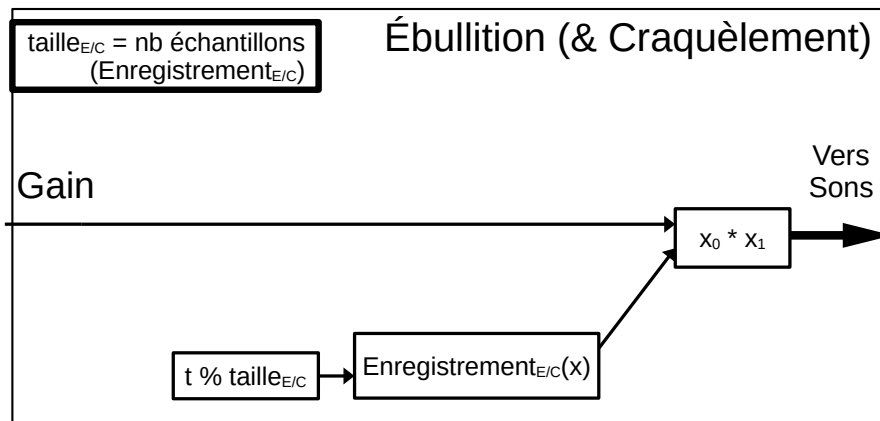 taille_E/C = nb échantillons
(Enregistrement_E/C)
Ébullition (& Craquèlement)
Gain
Vers
Sons
x₀ * x₁
t % taille_E/C
Enregistrement_E/C(x)